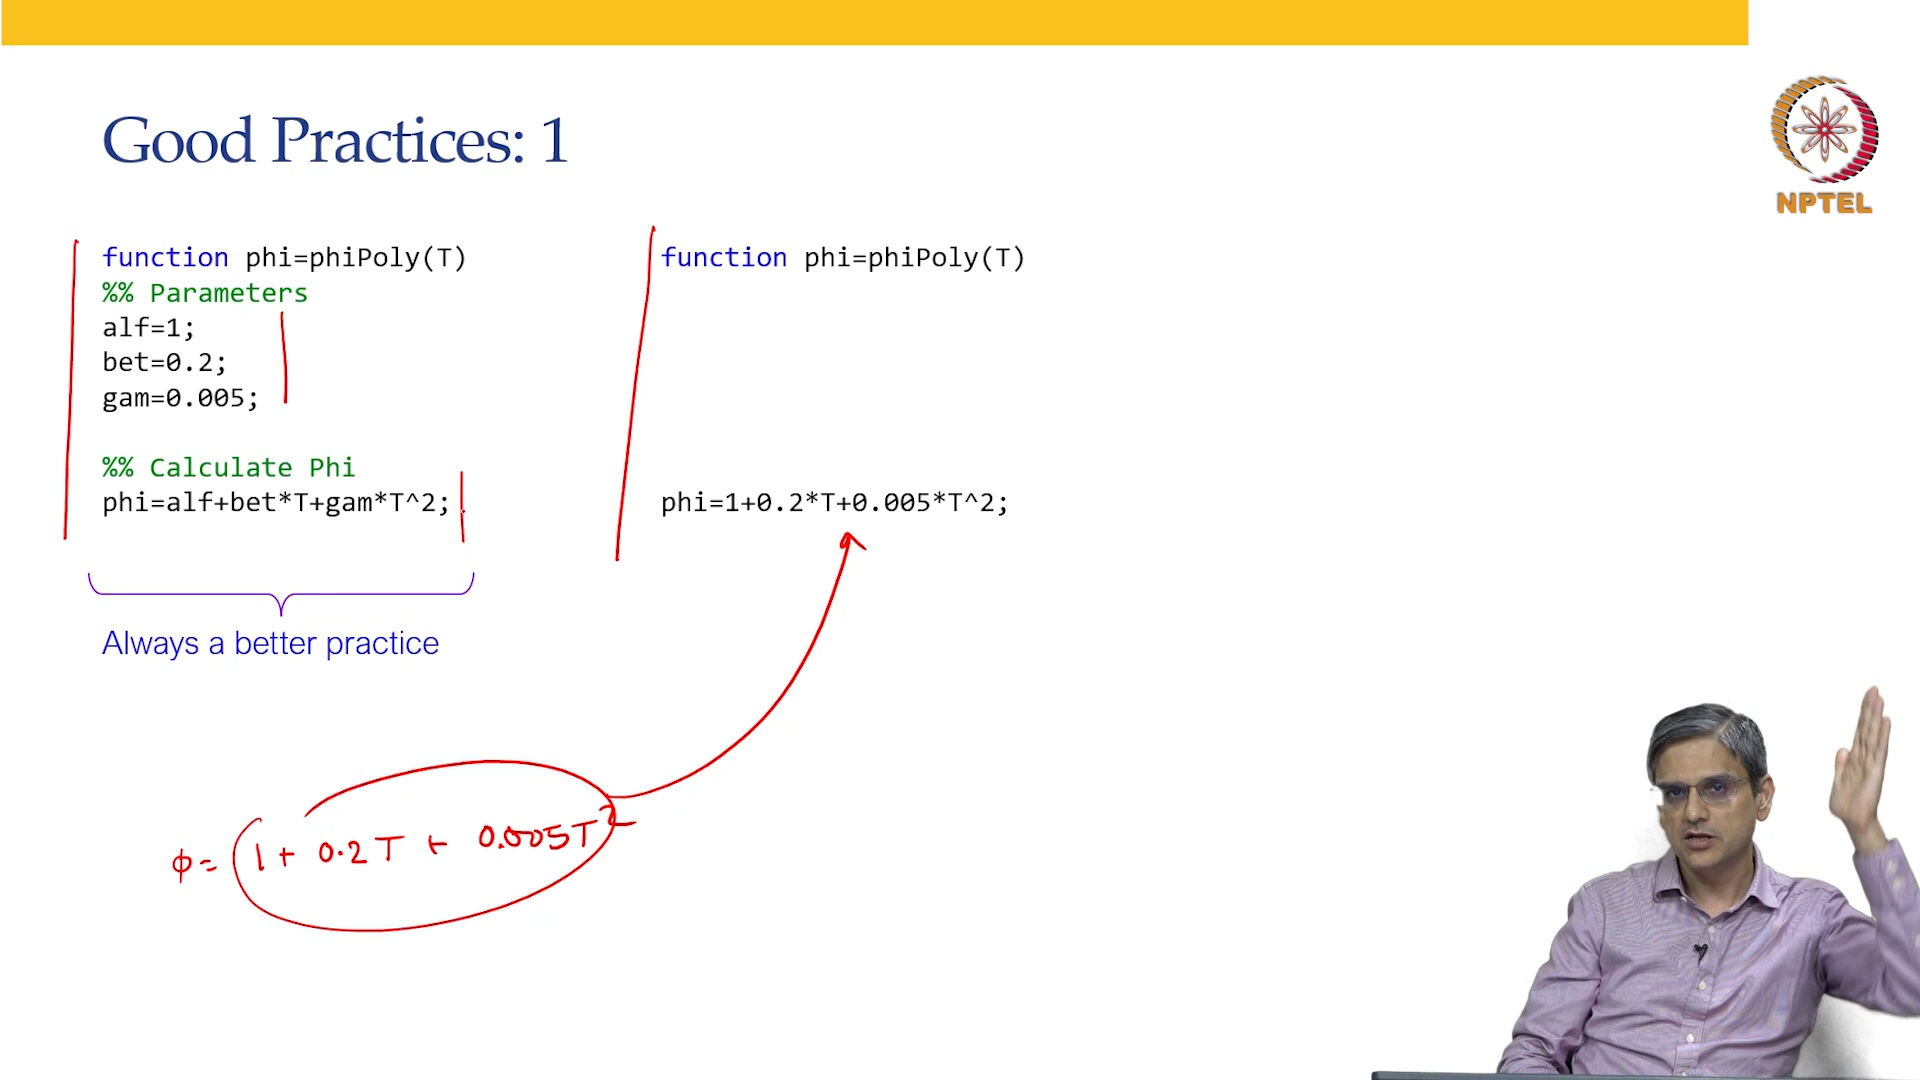 Good Practices: 1
NPTEL
function phi=phiPoly(T)
%% Parameters
alf=1;
bet=0.2;
gam=0.005;
%% Calculate Phi
phi=alf+bet*T+gam*T^2;
Always a better practice
function phi=phiPoly(T)
phi=1+0.2*T+0.005*T^2;
φ= 1+ 0.2T + 0.005T²